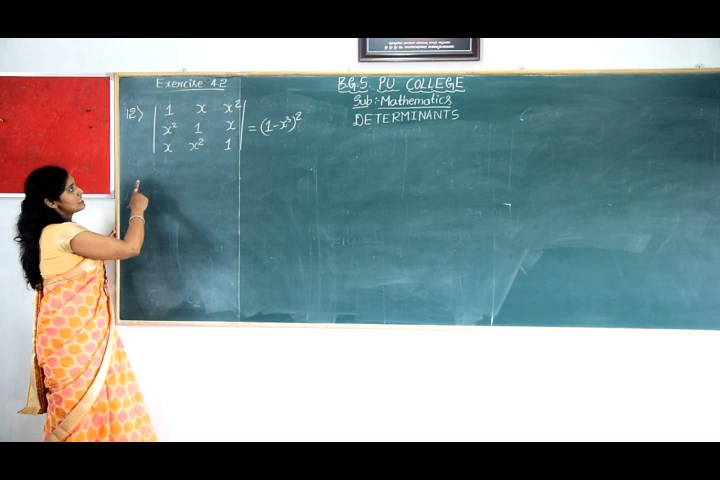 Exercise 4.2
B.G.S. PU COLLEGE
Sub: Mathematics
DETERMINANTS
12) | 1 x x² |
| x² 1 x | = (1-x³)²
| x x² 1 |